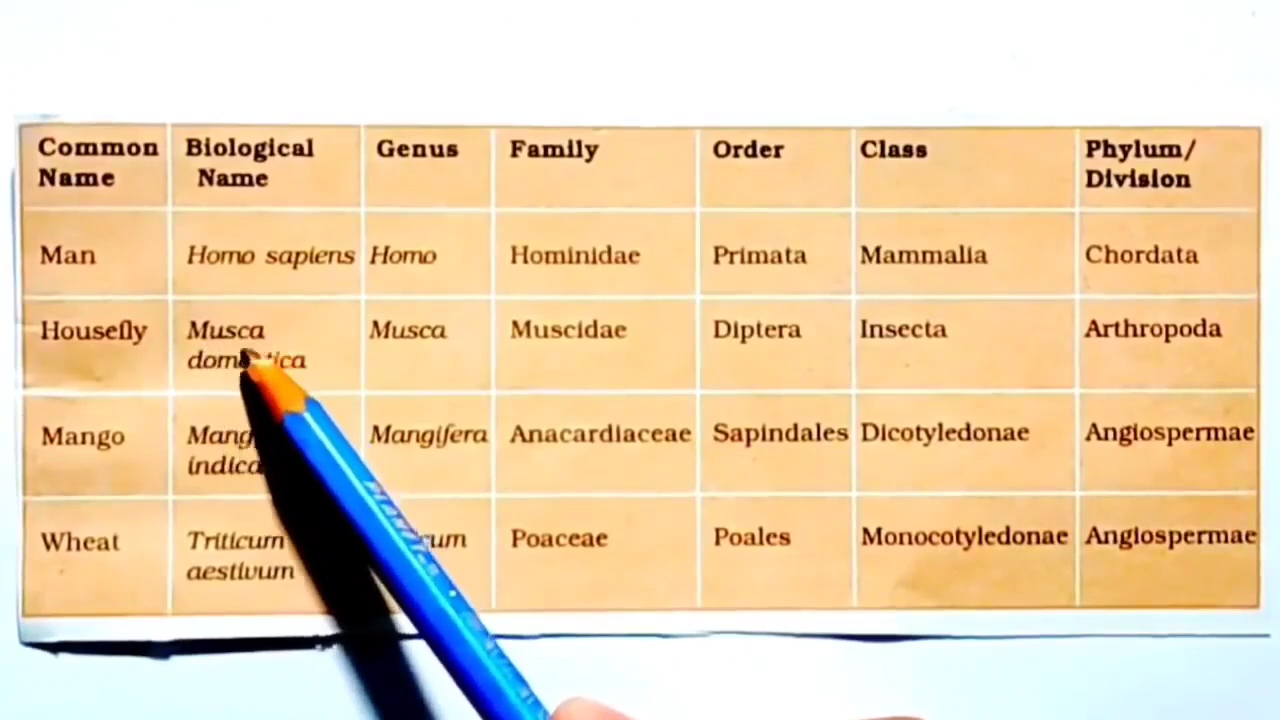 Common Name Biological Name Genus Family Order Class Phylum/ Division
Man Homo sapiens Homo Hominidae Primata Mammalia Chordata
Housefly Musca Musca Muscidae Diptera Insecta Arthropoda
Mango indica Mangifera Anacardiaceae Sapindales Dicotyledonae Angiospermae
Wheat Triticum aestivum Poaceae Poales Monocotyledonae Angiospermae